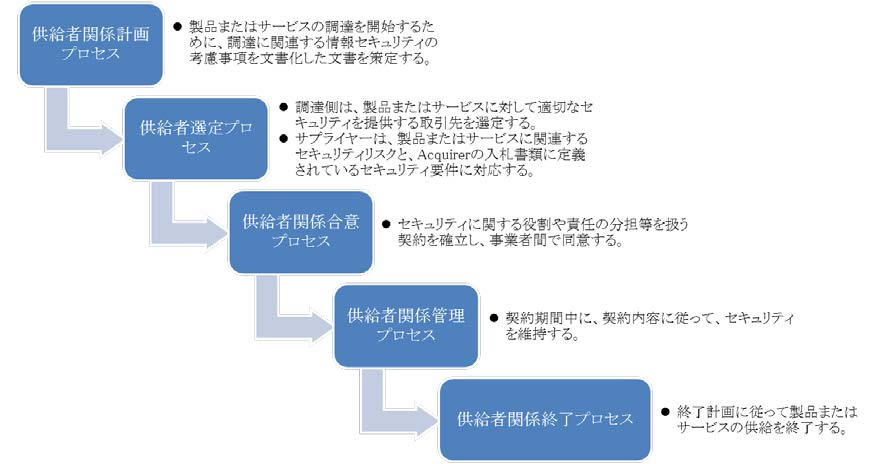 供給者関係計画
プロセス
● 製品またはサービスの調達を開始するた
めに、調達に関連する情報セキュリティの
考慮事項を文書化した文書を策定する。
供給者選定プロ
セス
● 調達側は、製品またはサービスに対して適切なセ
キュリティを提供する取引先を選定する。
● サプライヤーは、製品またはサービスに関連する
セキュリティリスクと、Acquirerの入札書類に定義
されているセキュリティ要件に対応する。
供給者関係合意
プロセス
● セキュリティに関する役割や責任の分担等を扱う
契約を確立し、事業者間で同意する。
供給者関係管理
プロセス
● 契約期間中に、契約内容に従って、セキュリティ
を維持する。
供給者関係終了プロセス
● 終了計画に従って製品または
サービスの供給を終了する。